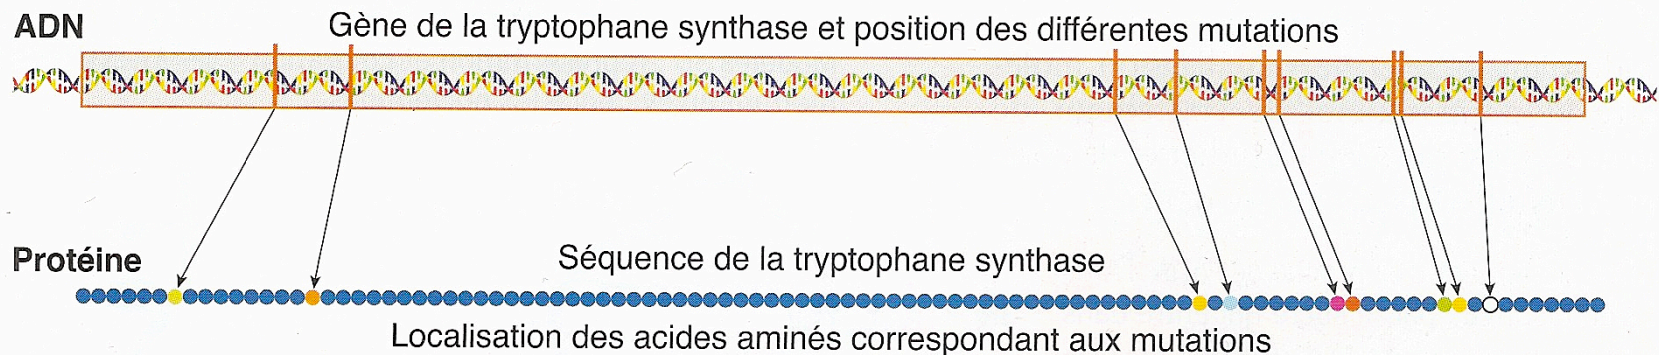 ADN
Gène de la tryptophane synthase et position des différentes mutations
Protéine
Séquence de la tryptophane synthase
Localisation des acides aminés correspondant aux mutations